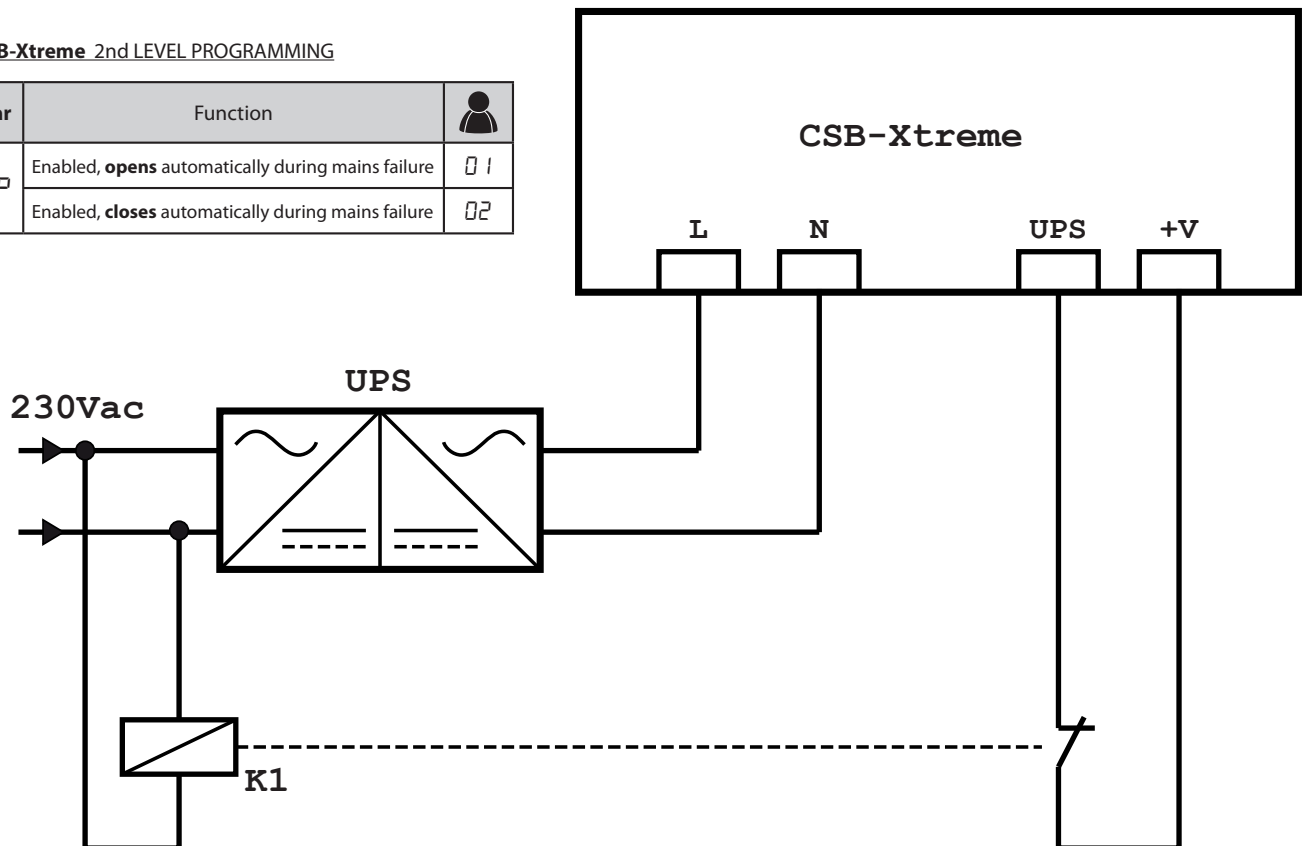 B-Xtreme 2nd LEVEL PROGRAMMING
Function
Enabled, opens automatically during mains failure 01
Enabled, closes automatically during mains failure 02
CSB-Xtreme
L N UPS +V
UPS
230Vac
K1